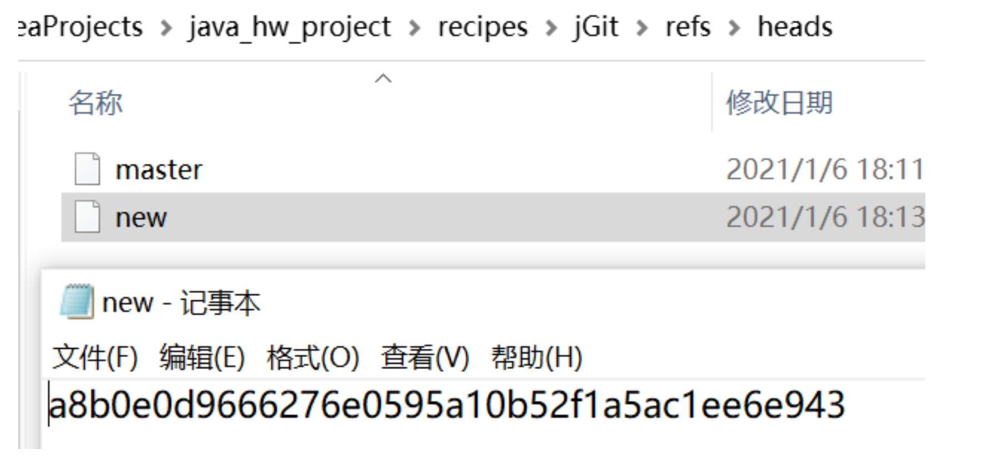 eaProjects > java_hw_project > recipes > jGit > refs > heads
名称 修改日期
master 2021/1/6 18:11
new 2021/1/6 18:13
new - 记事本
文件(F) 编辑(E) 格式(O) 查看(V) 帮助(H)
a8b0e0d9666276e0595a10b52f1a5ac1ee6e943